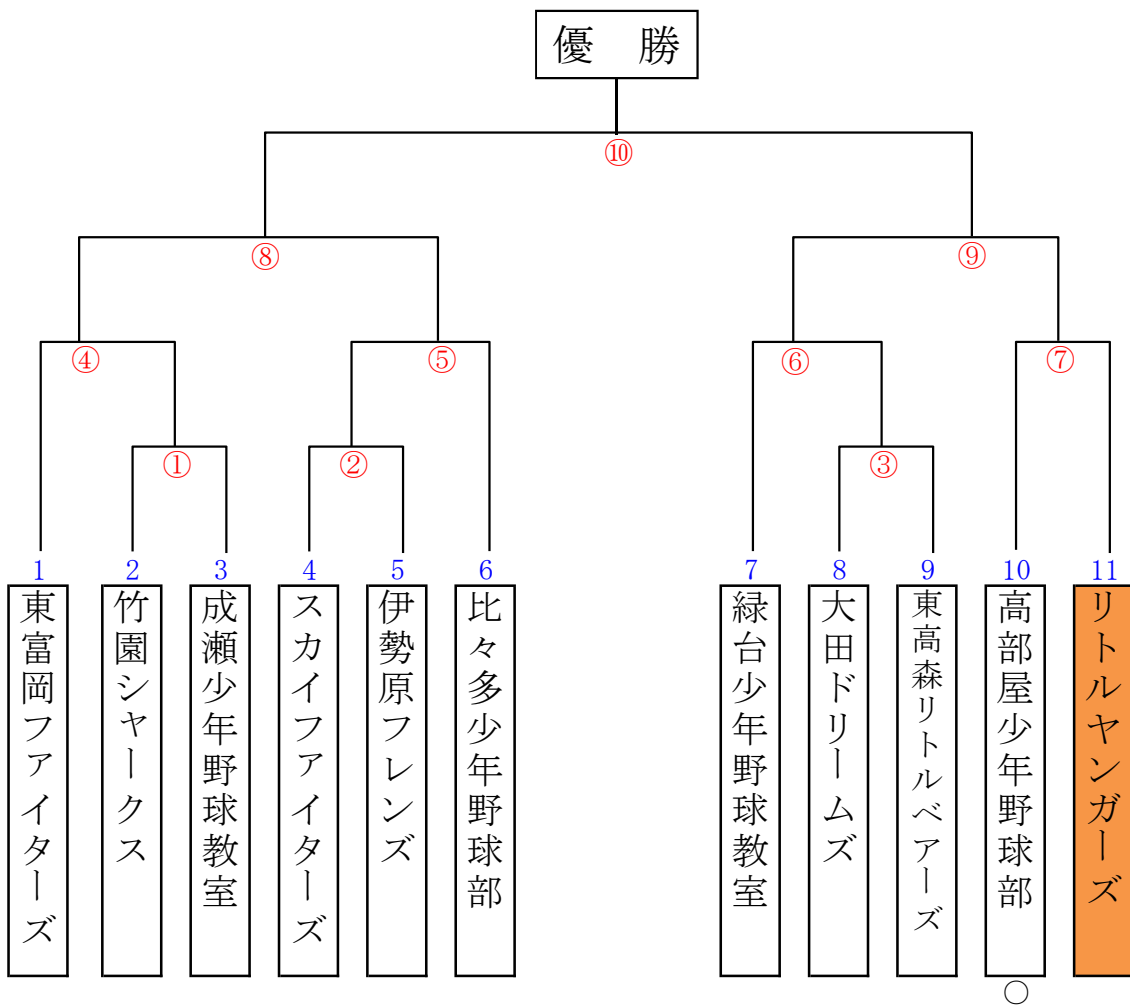 優　勝
⑩
⑧
⑨
④
⑤
⑥
⑦
①
②
③
1
2
3
4
5
6
7
8
9
10
11
東富岡ファイターズ
竹園シャークス
成瀬少年野球教室
スカイファイターズ
伊勢原フレンズ
比々多少年野球部
緑台少年野球教室
大田ドリームズ
東高森リトルベアーズ
高部屋少年野球部
リトルヤンガーズ
○